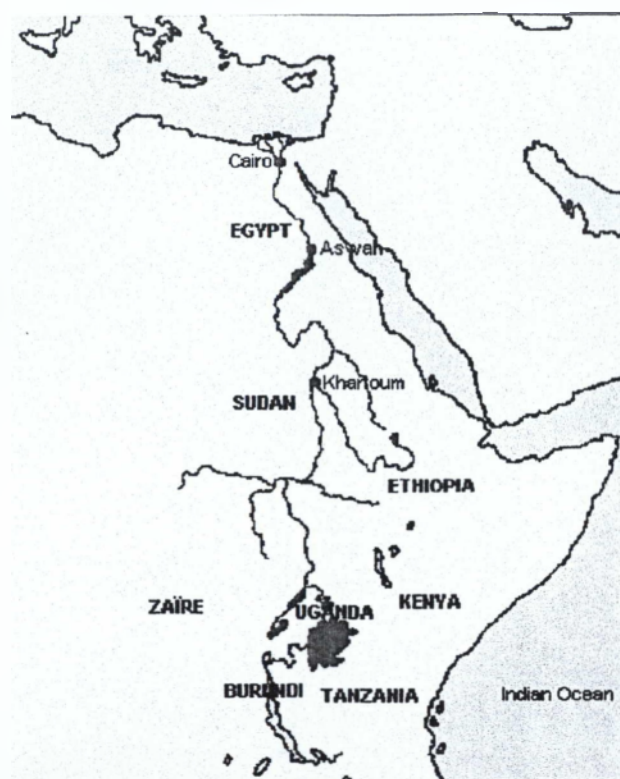 Cairo
EGYPT
Aswan
Khartoum
SUDAN
ETHIOPIA
ZAÏRE
UGANDA
KENYA
BURUNDI
TANZANIA
Indian Ocean